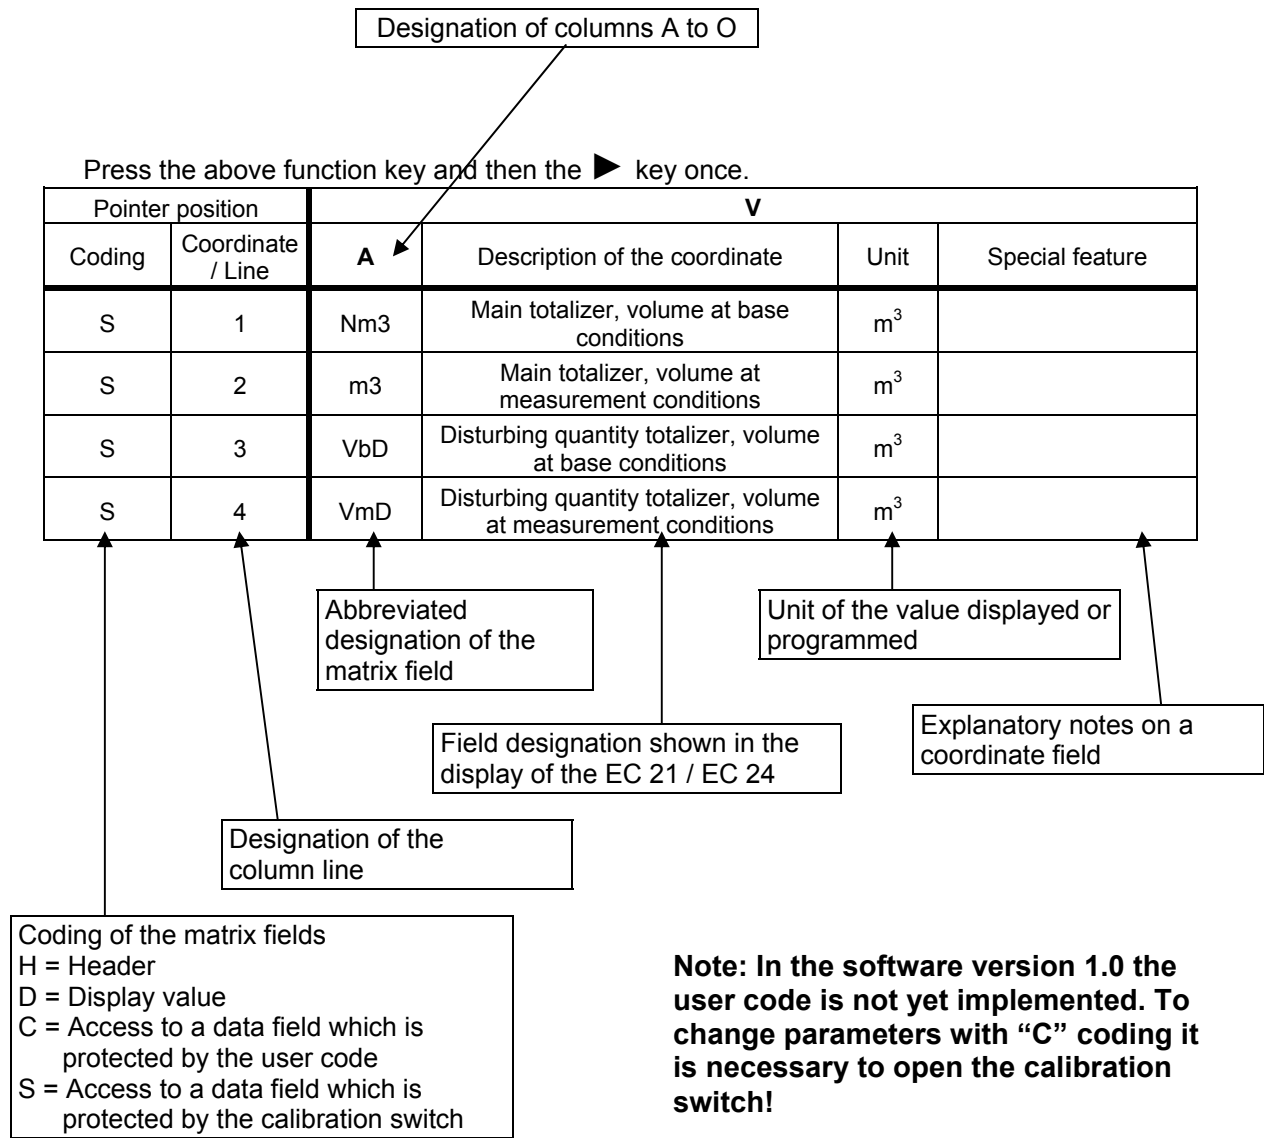 Designation of columns A to O
Press the above function key and then the ► key once.
Pointer position V
Coding Coordinate / Line A Description of the coordinate Unit Special feature
S 1 Nm3 Main totalizer, volume at base conditions m³
S 2 m3 Main totalizer, volume at measurement conditions m³
S 3 VbD Disturbing quantity totalizer, volume at base conditions m³
S 4 VmD Disturbing quantity totalizer, volume at measurement conditions m³
Abbreviated
designation of the
matrix field
Unit of the value displayed or
programmed
Explanatory notes on a
coordinate field
Field designation shown in the
display of the EC 21 / EC 24
Designation of the
column line
Coding of the matrix fields
H = Header
D = Display value
C = Access to a data field which is
protected by the user code
S = Access to a data field which is
protected by the calibration switch
Note: In the software version 1.0 the
user code is not yet implemented. To
change parameters with “C” coding it
is necessary to open the calibration
switch!